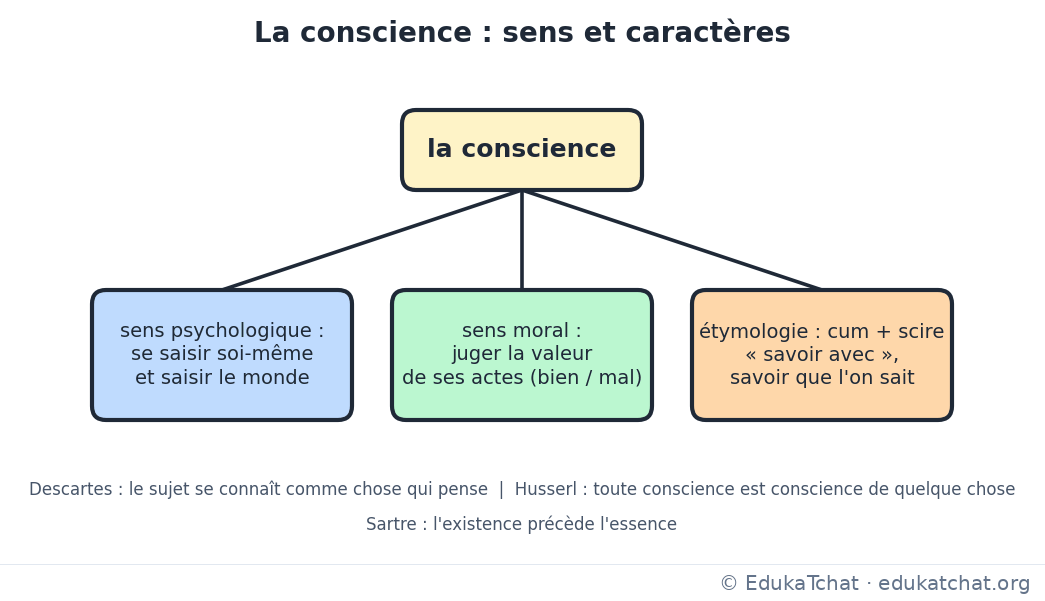 La conscience : sens et caractères
la conscience
sens psychologique :
se saisir soi-même
et saisir le monde
sens moral :
juger la valeur
de ses actes (bien / mal)
étymologie : cum + scire
« savoir avec »,
savoir que l'on sait
Descartes : le sujet se connaît comme chose qui pense | Husserl : toute conscience est conscience de quelque chose
Sartre : l'existence précède l'essence
© EdukaTchat · edukatchat.org